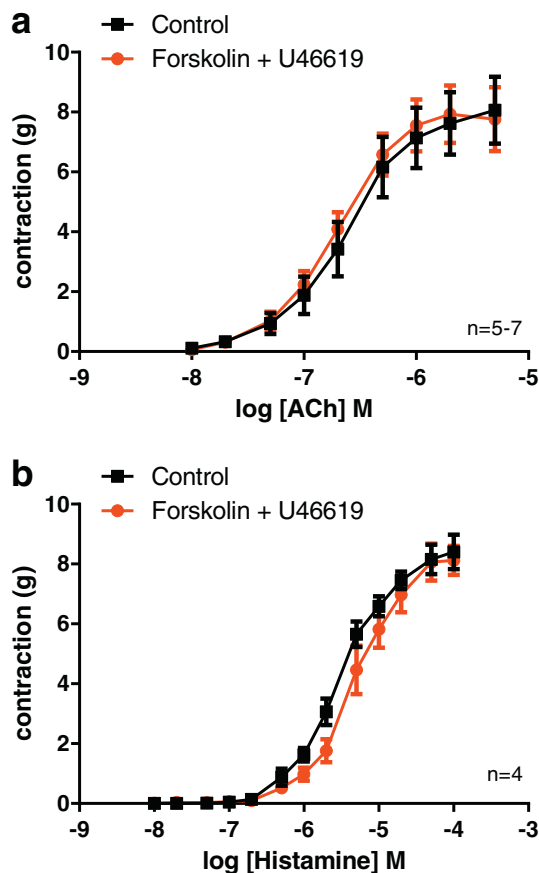 a
Control
Forskolin + U46619
contraction (g)
10
8
6
4
2
0
n=5-7
-9
-8
-7
-6
-5
log [ACh] M
b
Control
Forskolin + U46619
contraction (g)
10
8
6
4
2
0
n=4
-9
-8
-7
-6
-5
-4
-3
log [Histamine] M